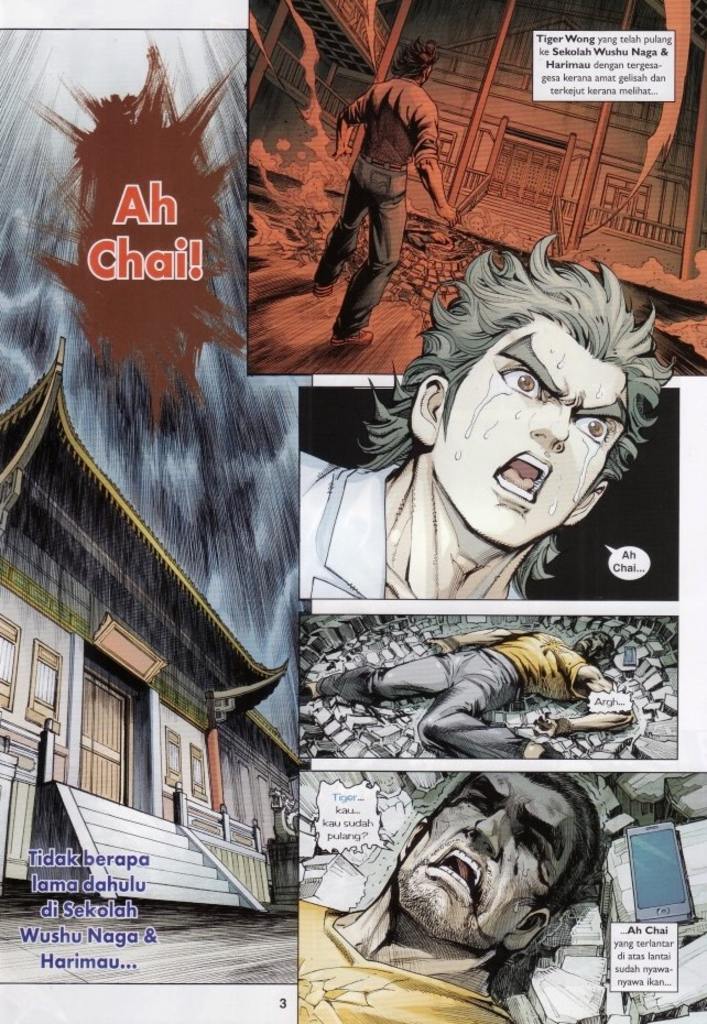 Ah
Chai!
Tiger Wong yang telah pulang
ke Sekolah Wushu Naga &
Harimau dengan tergesa-
gesa kerana amat gelisah dan
terkejut kerana melihat...
Ah
Chai...
Argh...
Tiger...
kau...
kau sudah
pulang?
...Ah Chai
yang terlantar
di atas lantai
sudah nyawa-
nyawa ikan...
Tidak berapa
lama dahulu
di Sekolah
Wushu Naga &
Harimau...
3